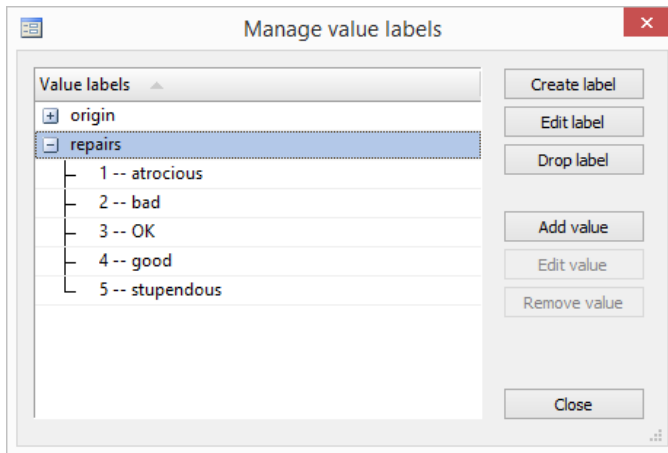 Manage value labels
Value labels
origin
repairs
1 -- atrocious
2 -- bad
3 -- OK
4 -- good
5 -- stupendous
Create label
Edit label
Drop label
Add value
Edit value
Remove value
Close